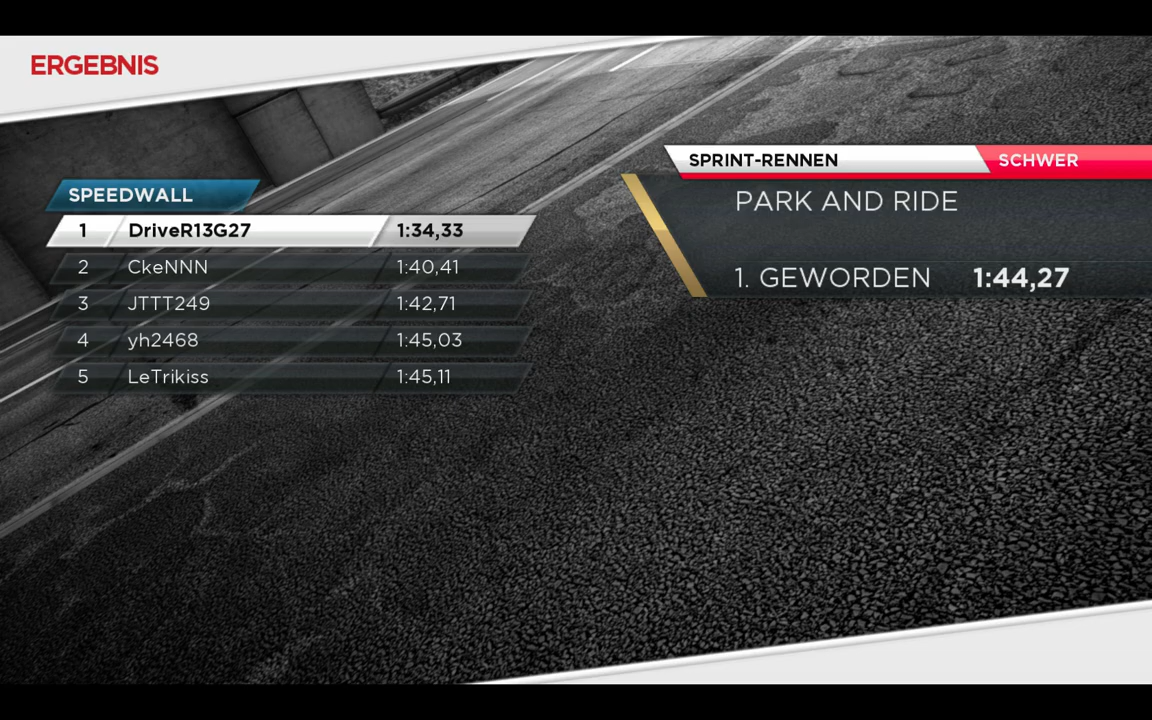 ERGEBNIS
SPRINT-RENNEN SCHWER
PARK AND RIDE
1. GEWORDEN 1:44,27
SPEEDWALL
1 DriveR13G27 1:34,33
2 CkeNNN 1:40,41
3 JTTT249 1:42,71
4 yh2468 1:45,03
5 LeTrikiss 1:45,11